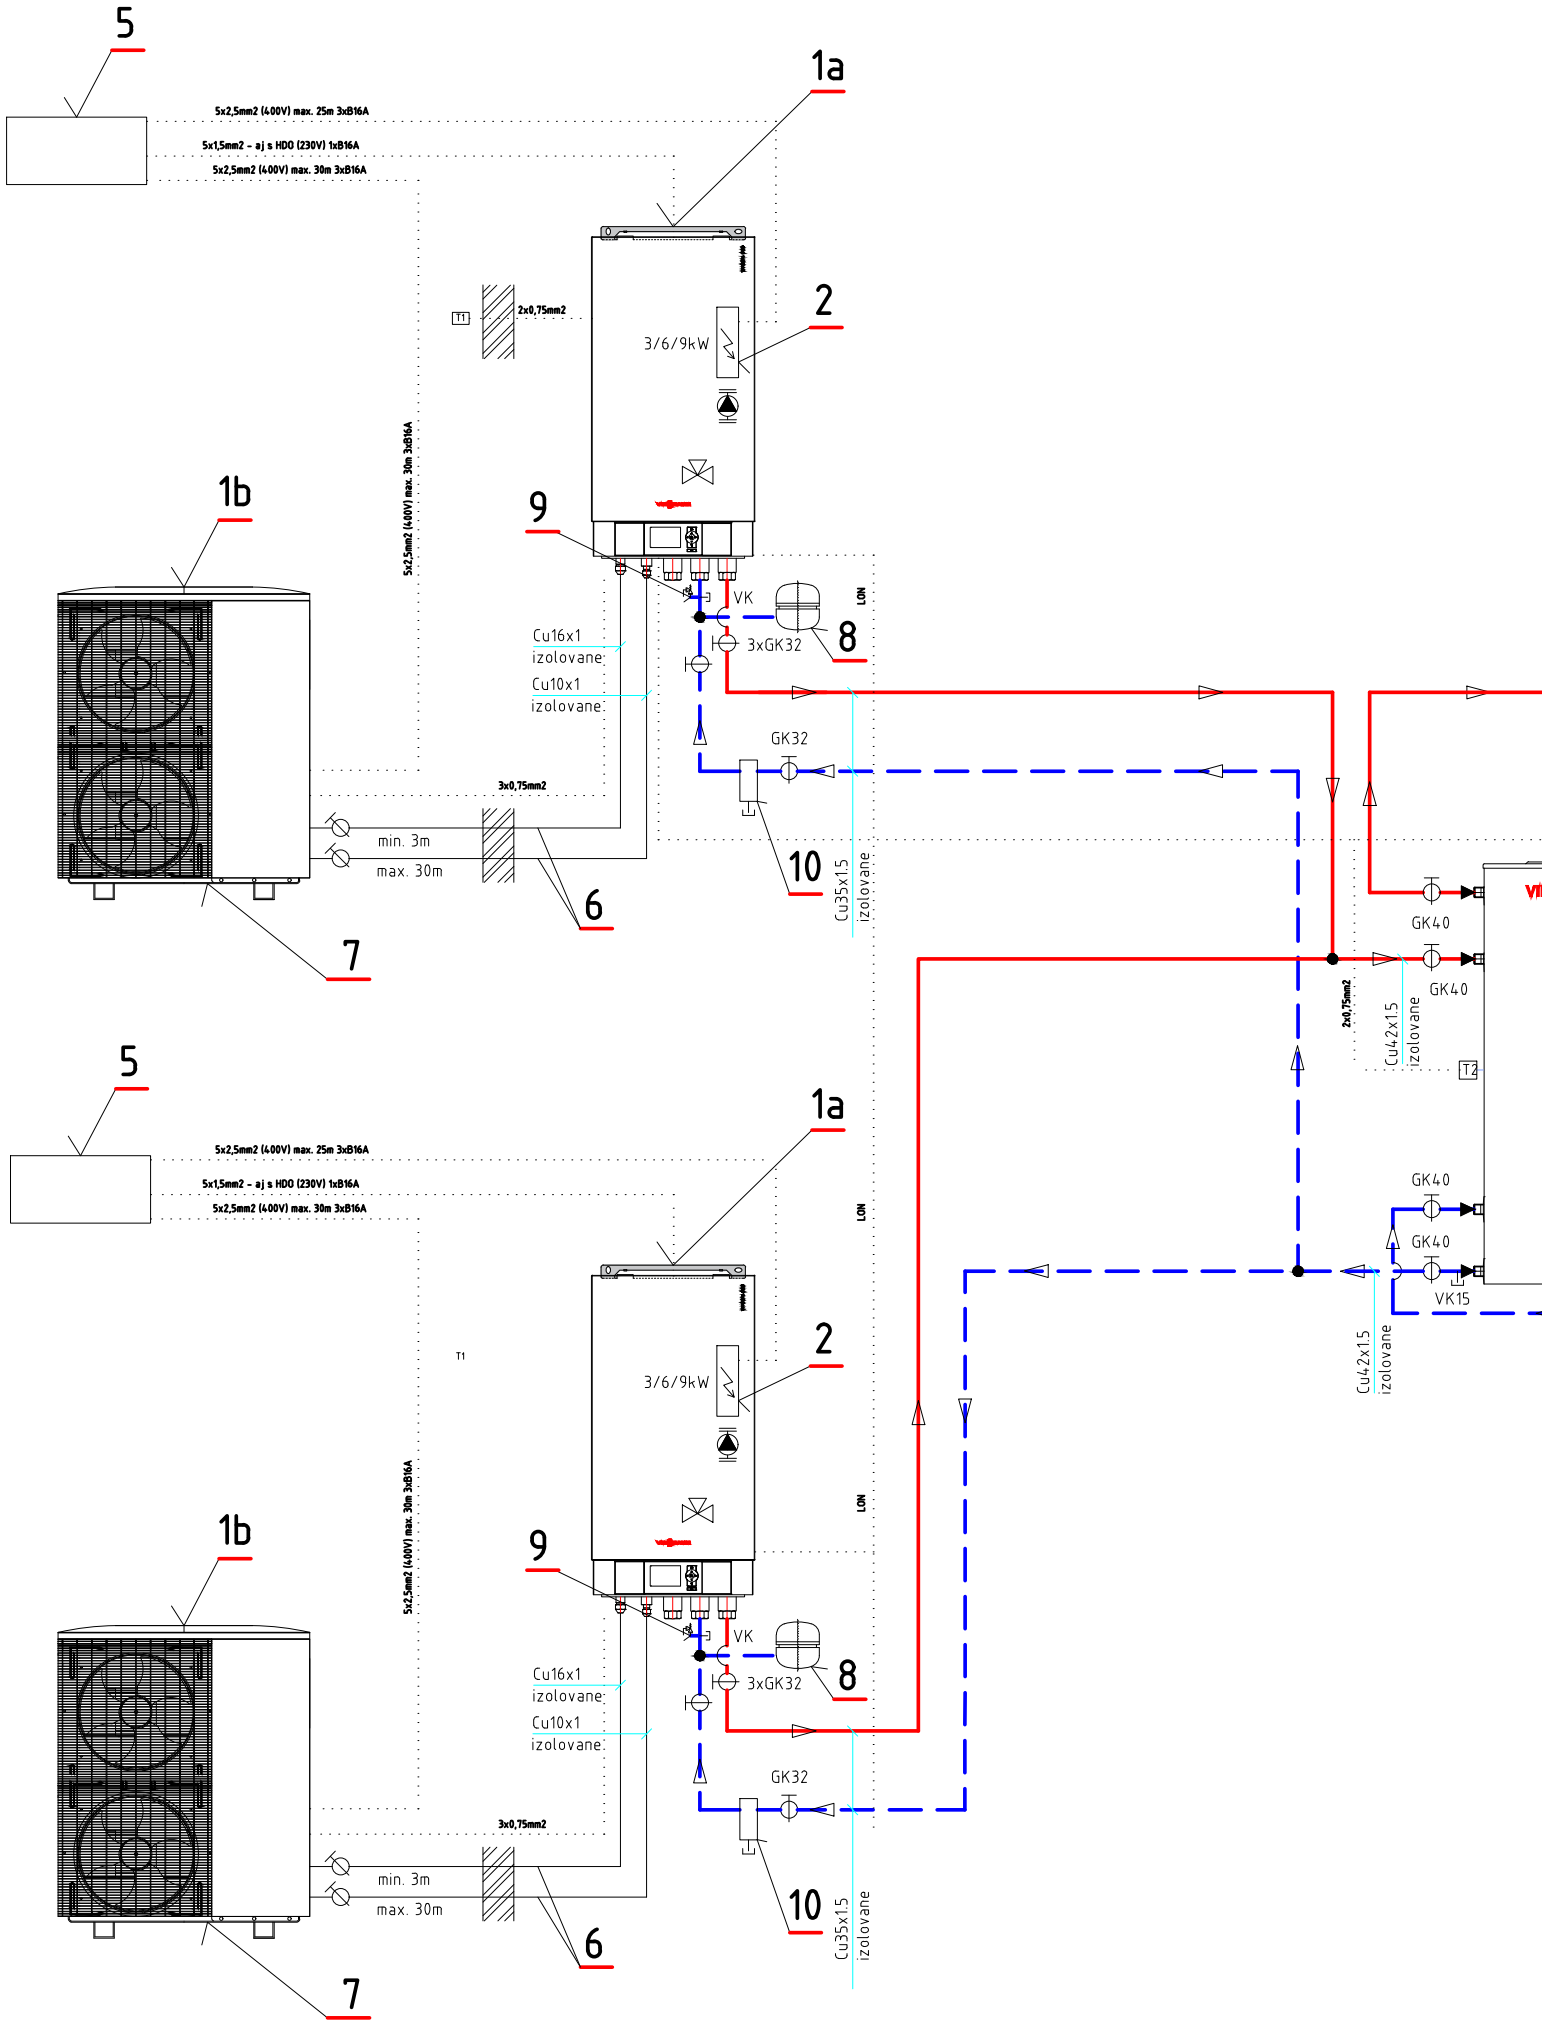 5
1a
5x2,5mm2 (400V) max. 25m 3xB16A
5x1,5mm2 - aj s HDO (230V) 1xB16A
5x2,5mm2 (400V) max. 30m 3xB16A
T1
2x0,75mm2
2
3/6/9kW
5x2,5mm2 (400V) max. 30m 3xB16A
1b
9
VK
LON
8
3xGK32
Cu16x1
izolovane
Cu10x1
izolovane
GK32
3x0,75mm2
min. 3m
max. 30m
10
Cu35x1.5
izolovane
6
7
GK40
GK40
2x0,75mm2
Cu42x1.5
izolovane
T2
5
1a
5x2,5mm2 (400V) max. 25m 3xB16A
5x1,5mm2 - aj s HDO (230V) 1xB16A
5x2,5mm2 (400V) max. 30m 3xB16A
LON
GK40
GK40
VK15
Cu42x1.5
izolovane
T1
2
3/6/9kW
5x2,5mm2 (400V) max. 30m 3xB16A
LON
1b
9
VK
8
3xGK32
Cu16x1
izolovane
Cu10x1
izolovane
GK32
3x0,75mm2
min. 3m
max. 30m
10
Cu35x1.5
izolovane
6
7